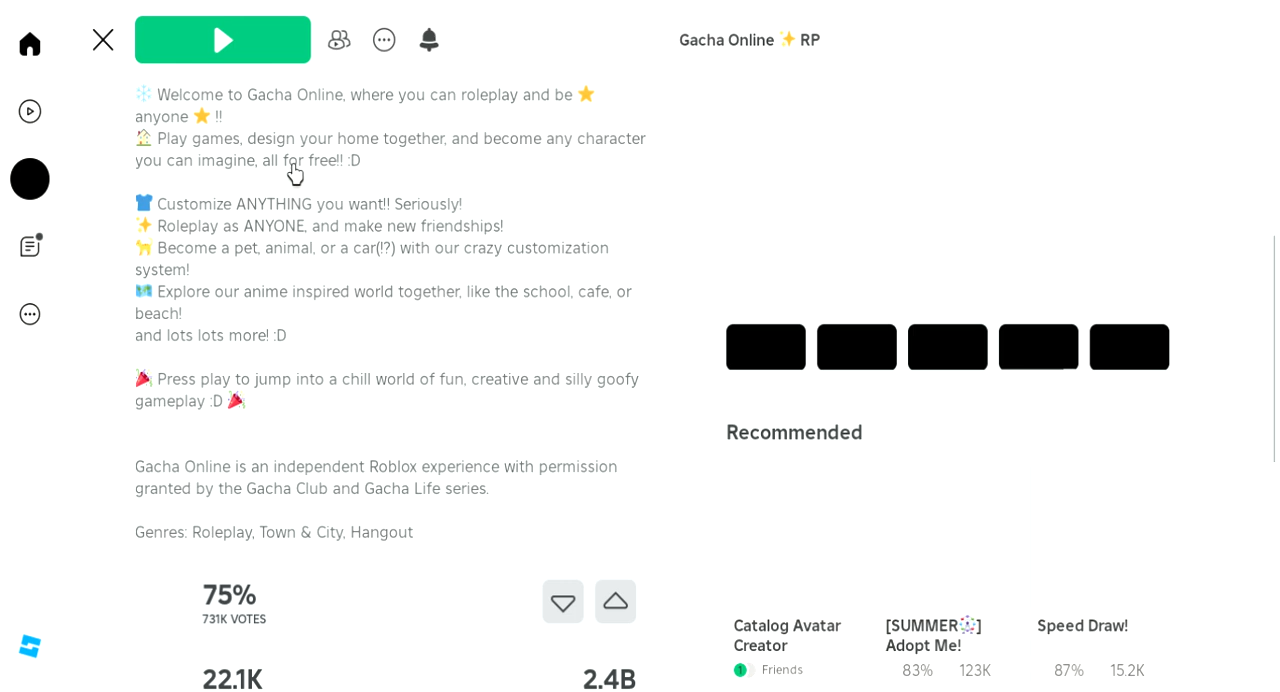 Gacha Online ✨ RP
❄️ Welcome to Gacha Online, where you can roleplay and be ⭐
anyone ⭐ !!
🏡 Play games, design your home together, and become any character
you can imagine, all for free!! :D
👕 Customize ANYTHING you want!! Seriously!
✨ Roleplay as ANYONE, and make new friendships!
🐈 Become a pet, animal, or a car(!?) with our crazy customization
system!
🗺️ Explore our anime inspired world together, like the school, cafe, or
beach!
and lots lots more! :D
🎉 Press play to jump into a chill world of fun, creative and silly goofy
gameplay :D 🎉
Gacha Online is an independent Roblox experience with permission
granted by the Gacha Club and Gacha Life series.
Genres: Roleplay, Town & City, Hangout
75%
731K VOTES
22.1K 2.4B
Recommended
Catalog Avatar
Creator
1 Friends
[SUMMER🎡]
Adopt Me!
83% 123K
Speed Draw!
87% 15.2K